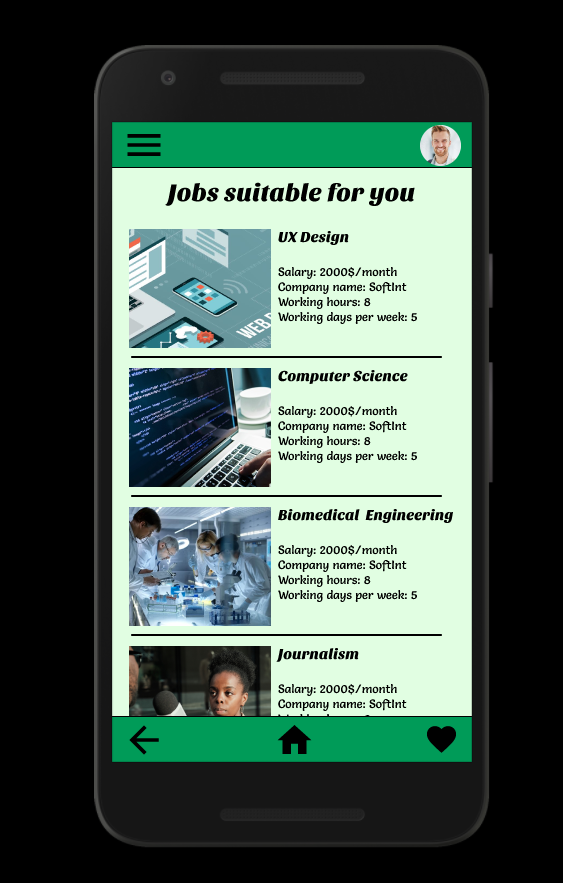 Jobs suitable for you
UX Design
Salary: 2000$/month
Company name: SoftInt
Working hours: 8
Working days per week: 5
WEB
Computer Science
Salary: 2000$/month
Company name: SoftInt
Working hours: 8
Working days per week: 5
Biomedical Engineering
Salary: 2000$/month
Company name: SoftInt
Working hours: 8
Working days per week: 5
Journalism
Salary: 2000$/month
Company name: SoftInt